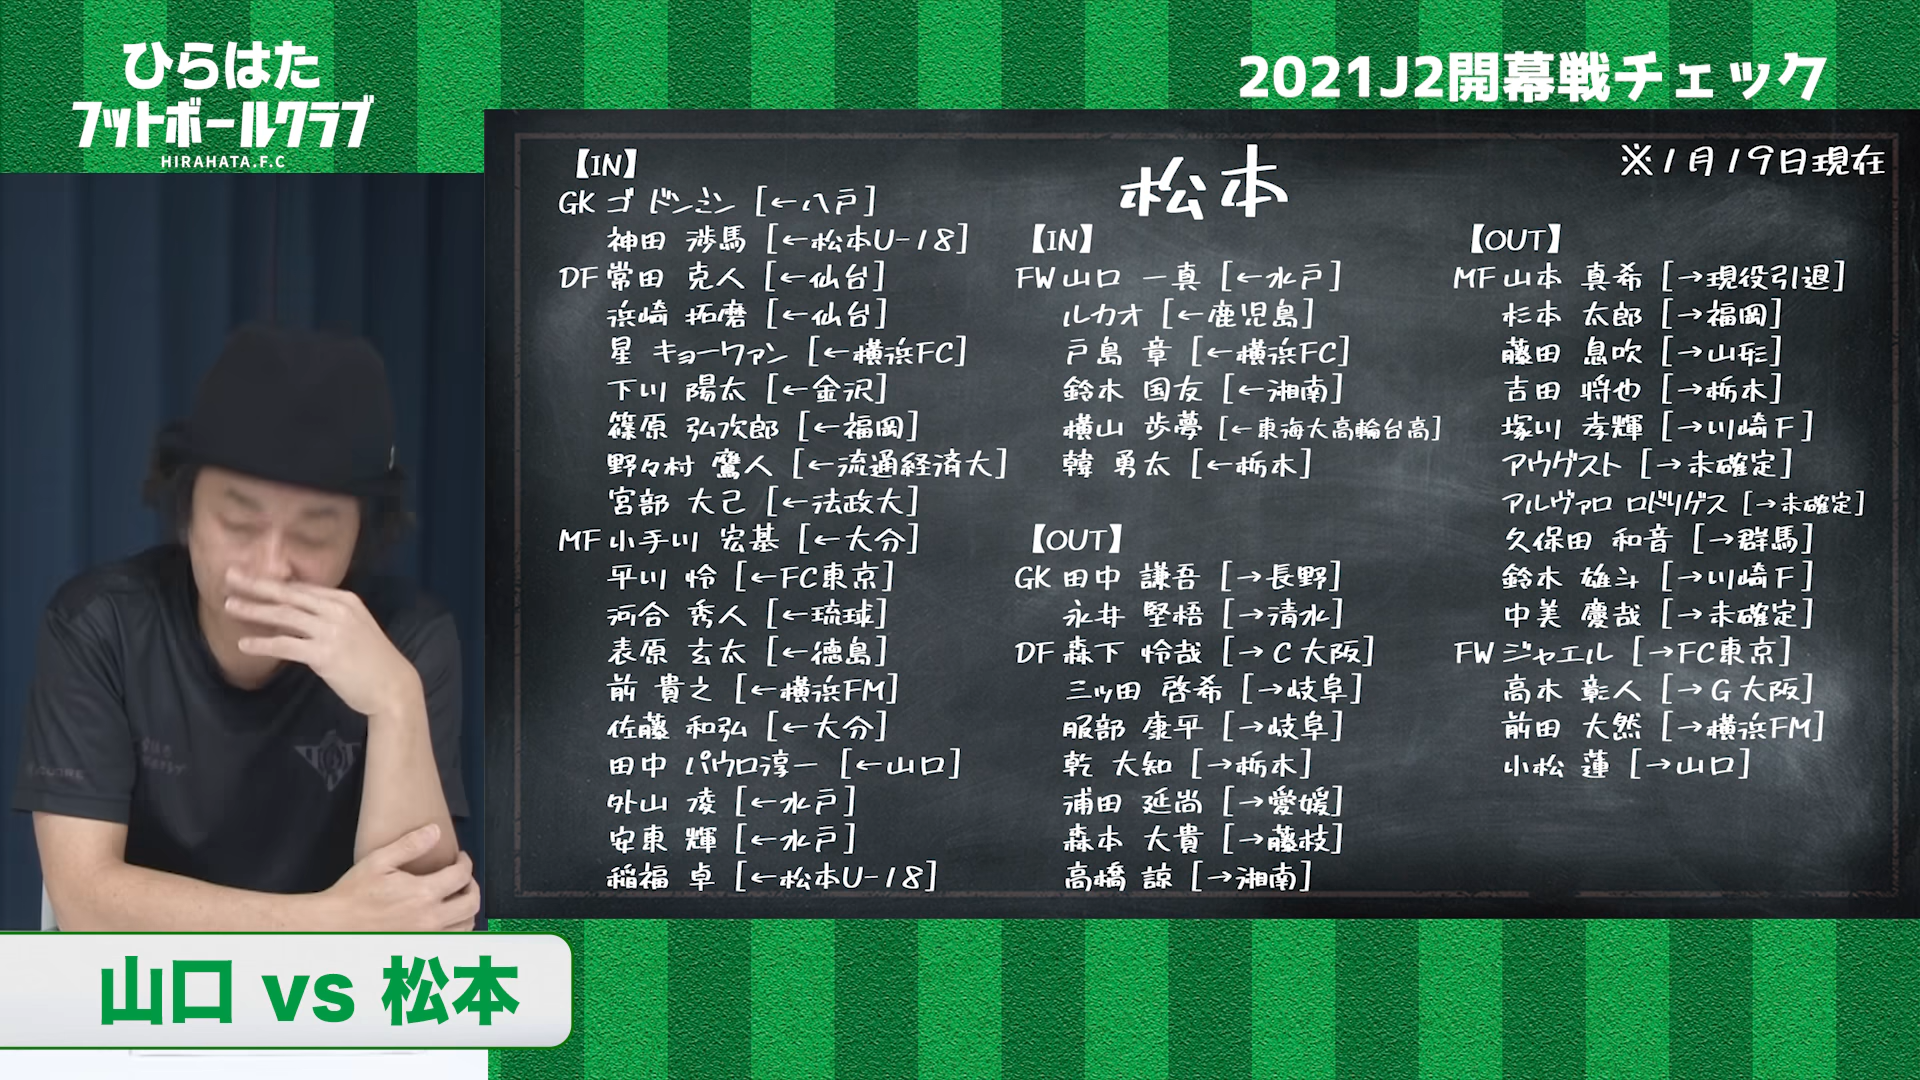 ひらはた
フットボールクラブ
HIRAHATA.F.C
2021J2開幕戦チェック
※1月19日現在
松本
【IN】
GK ゴ ドンミン [←八戸]
神田 渉馬 [←松本U-18]
DF 常田 克人 [←仙台]
浜崎 拓磨 [←仙台]
星 キョーワァン [←横浜FC]
下川 陽太 [←金沢]
篠原 弘次郎 [←福岡]
野々村 鷹人 [←流通経済大]
宮部 大己 [←法政大]
MF 小手川 宏基 [←大分]
平川 怜 [←FC東京]
河合 秀人 [←琉球]
表原 玄太 [←徳島]
前 貴之 [←横浜FM]
佐藤 和弘 [←大分]
田中 パウロ淳一 [←山口]
外山 凌 [←水戸]
安東 輝 [←水戸]
稲福 卓 [←松本U-18]
【IN】
FW 山口 一真 [←水戸]
ルカオ [←鹿児島]
戸島 章 [←横浜FC]
鈴木 国友 [←湘南]
横山 歩夢 [←東海大高輪台高]
韓 勇太 [←栃木]
【OUT】
GK 田中 謙吾 [→長野]
永井 堅梧 [→清水]
DF 森下 怜哉 [→C大阪]
三ッ田 啓希 [→岐阜]
服部 康平 [→岐阜]
乾 大知 [→栃木]
浦田 延尚 [→愛媛]
森本 大貴 [→藤枝]
高橋 諒 [→湘南]
【OUT】
MF 山本 真希 [→現役引退]
杉本 太郎 [→福岡]
藤田 息吹 [→山形]
吉田 将也 [→栃木]
塚川 孝輝 [→川崎F]
アウグスト [→未確定]
アルヴァロ ロドリゲス [→未確定]
久保田 和音 [→群馬]
鈴木 雄斗 [→川崎F]
中美 慶哉 [→未確定]
FW ジャエル [→FC東京]
高木 彰人 [→G大阪]
前田 大然 [→横浜FM]
小松 蓮 [→山口]
山口 vs 松本